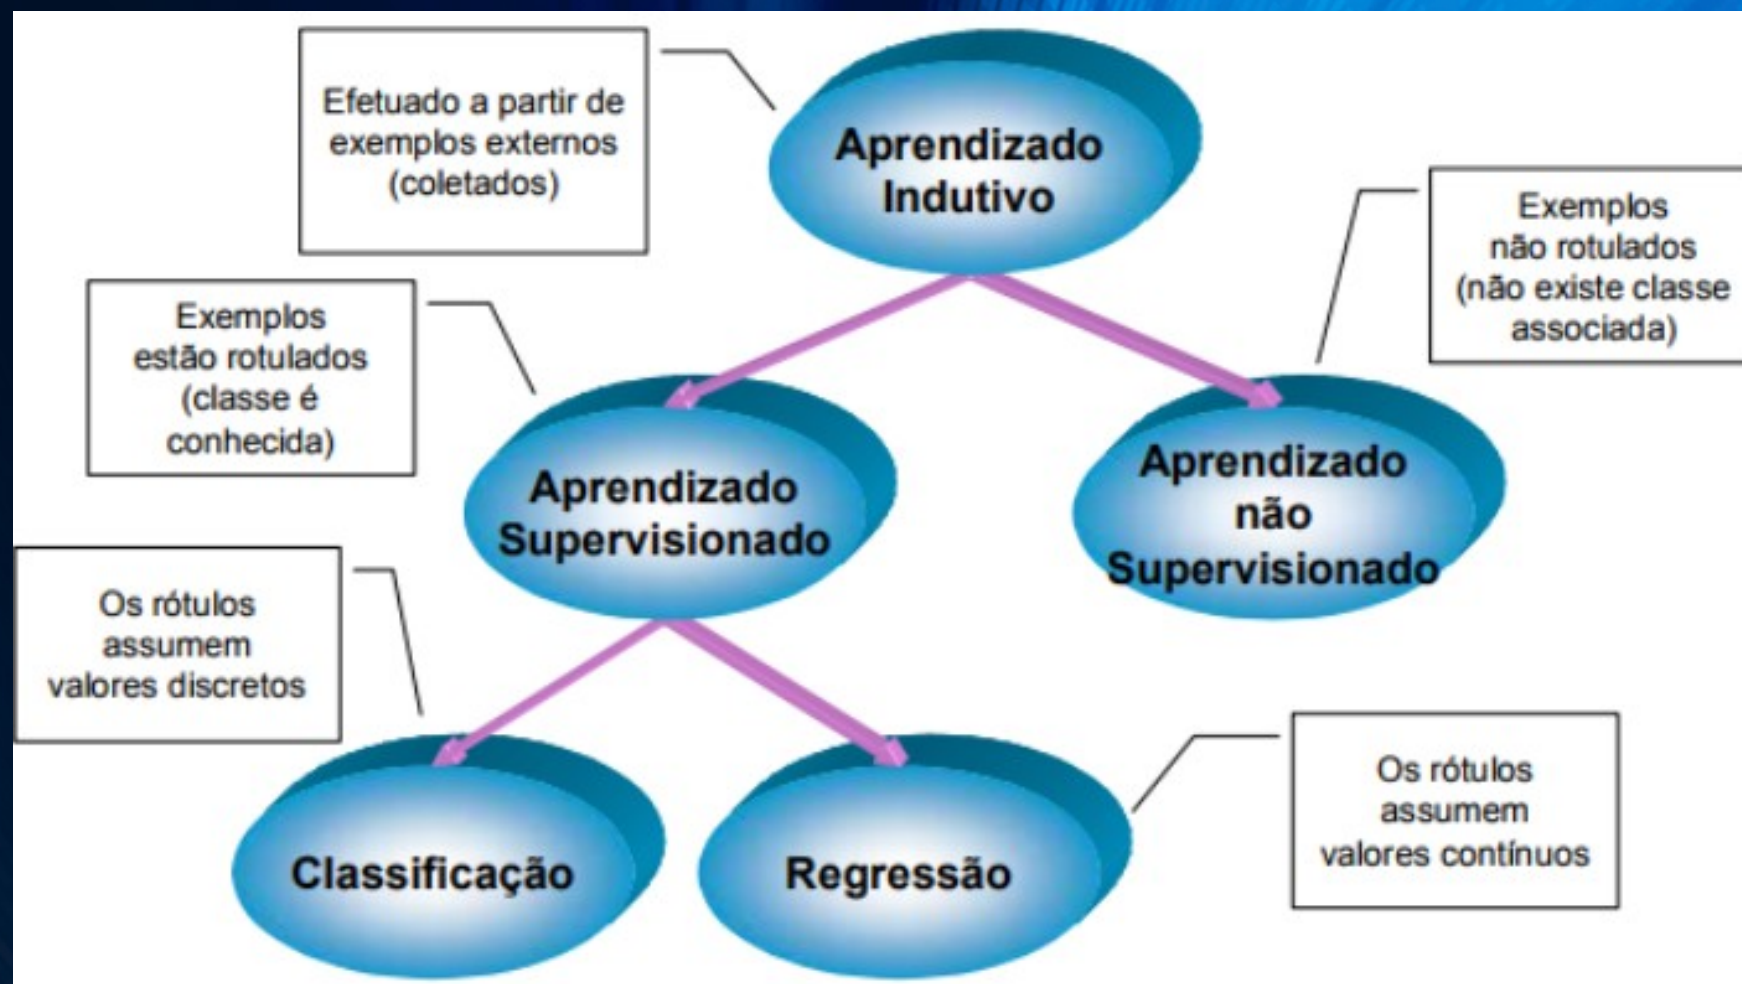 Efetuado a partir de
exemplos externos
(coletados)
Aprendizado
Indutivo
Exemplos
não rotulados
(não existe classe
associada)
Exemplos
estão rotulados
(classe é
conhecida)
Aprendizado
Supervisionado
Aprendizado
não
Supervisionado
Os rótulos
assumem
valores discretos
Classificação
Regressão
Os rótulos
assumem
valores contínuos